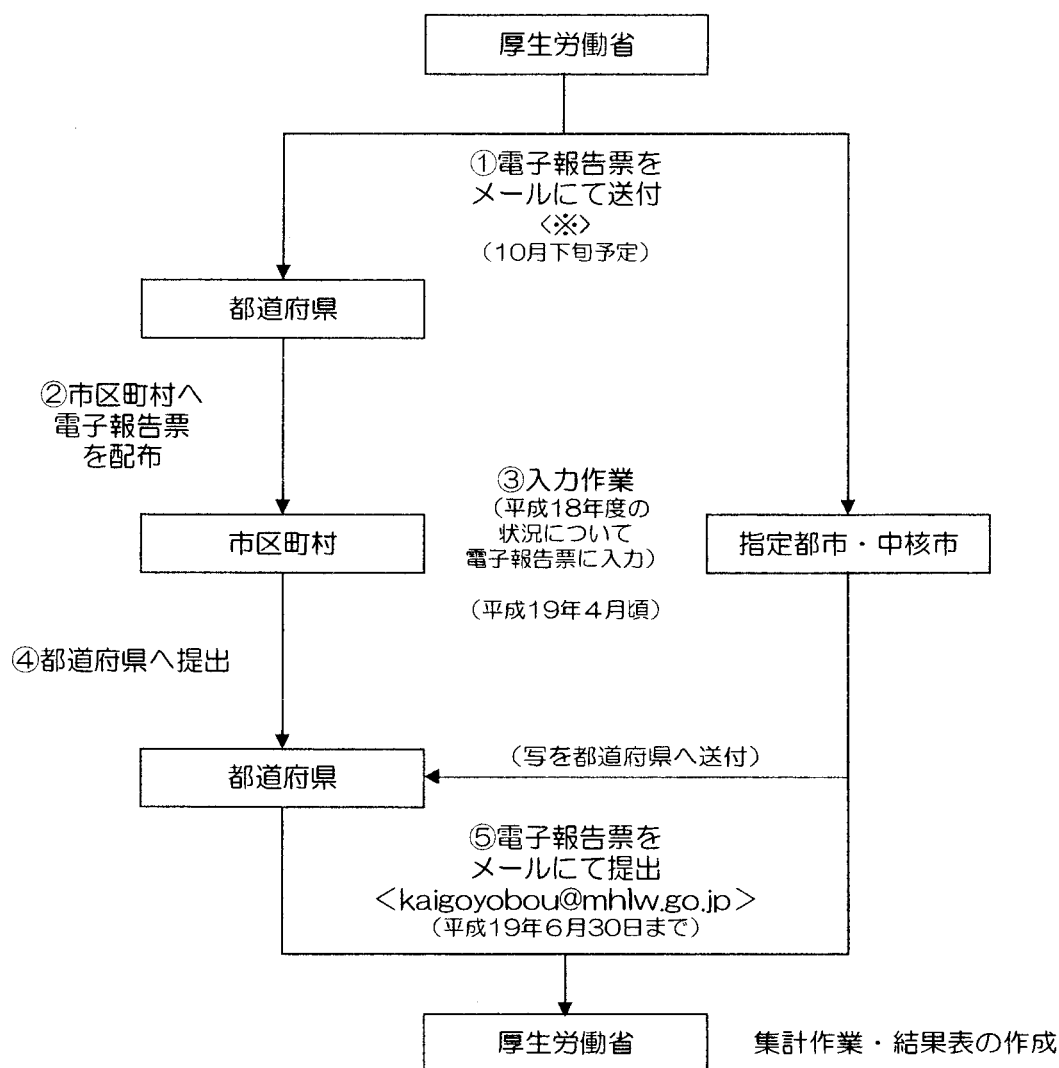 厚生労働省
①電子報告票を
メールにて送付
<※>
（10月下旬予定）
都道府県
②市区町村へ
電子報告票
を配布
③入力作業
（平成18年度の
状況について
電子報告票に入力）
市区町村
指定都市・中核市
（平成19年４月頃）
④都道府県へ提出
（写を都道府県へ送付）
都道府県
⑤電子報告票を
メールにて提出
＜kaigoyobou@mhlw.go.jp＞
（平成19年６月30日まで）
厚生労働省
集計作業・結果表の作成